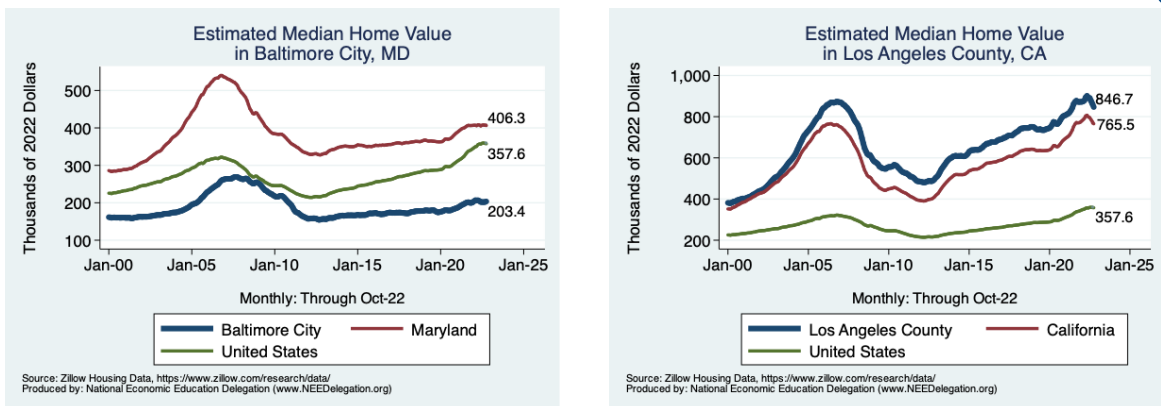 Estimated Median Home Value
in Baltimore City, MD
Thousands of 2022 Dollars
500
400
300
200
100
406.3
357.6
203.4
Jan-00 Jan-05 Jan-10 Jan-15 Jan-20 Jan-25
Monthly: Through Oct-22
Baltimore City Maryland
United States
Source: Zillow Housing Data, https://www.zillow.com/research/data/
Produced by: National Economic Education Delegation (www.NEEDelegation.org)
Estimated Median Home Value
in Los Angeles County, CA
Thousands of 2022 Dollars
1,000
800
600
400
200
846.7
765.5
357.6
Jan-00 Jan-05 Jan-10 Jan-15 Jan-20 Jan-25
Monthly: Through Oct-22
Los Angeles County California
United States
Source: Zillow Housing Data, https://www.zillow.com/research/data/
Produced by: National Economic Education Delegation (www.NEEDelegation.org)